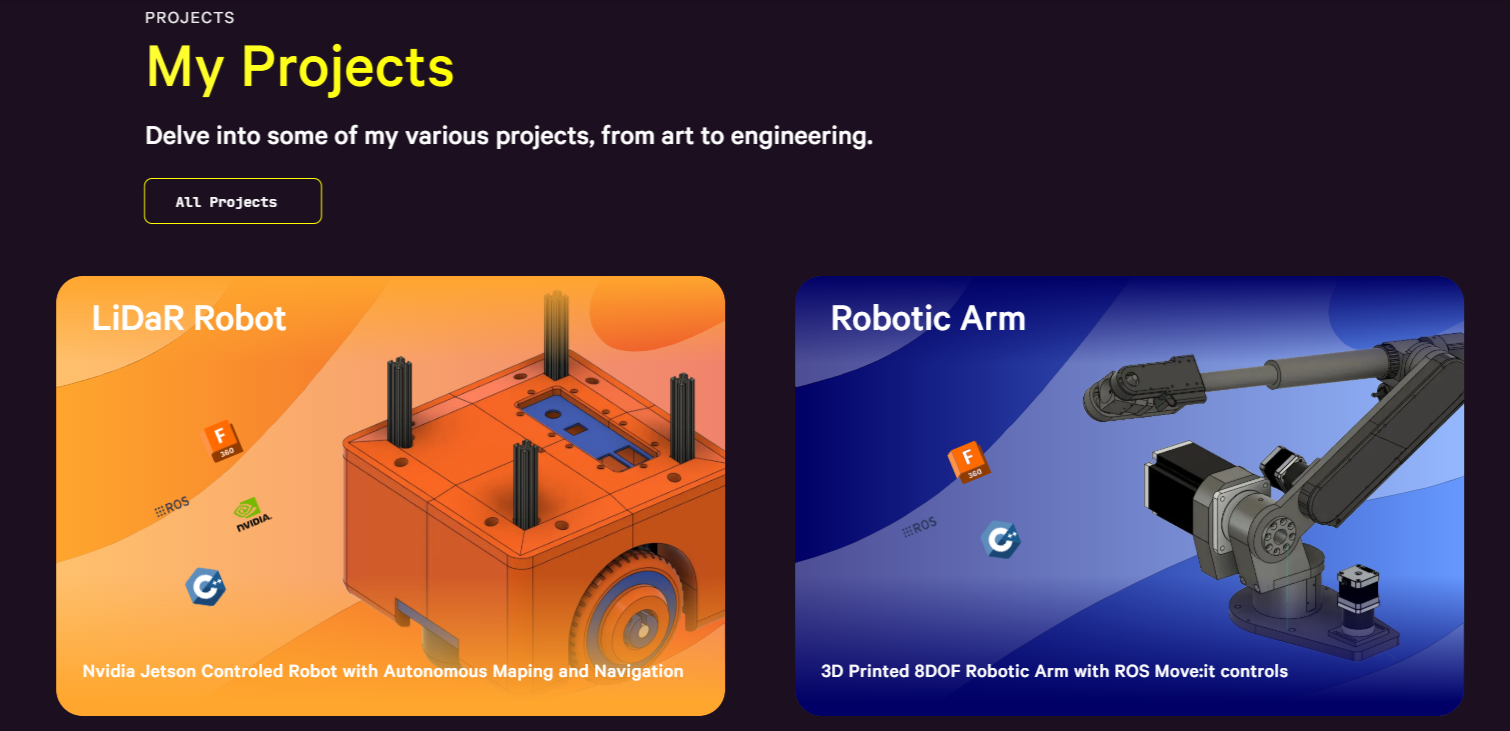 PROJECTS
My Projects
Delve into some of my various projects, from art to engineering.
All Projects
LiDaR Robot
F
360
ROS
NVIDIA.
C++
Nvidia Jetson Controled Robot with Autonomous Maping and Navigation
Robotic Arm
F
360
ROS
C++
3D Printed 8DOF Robotic Arm with ROS Move:it controls